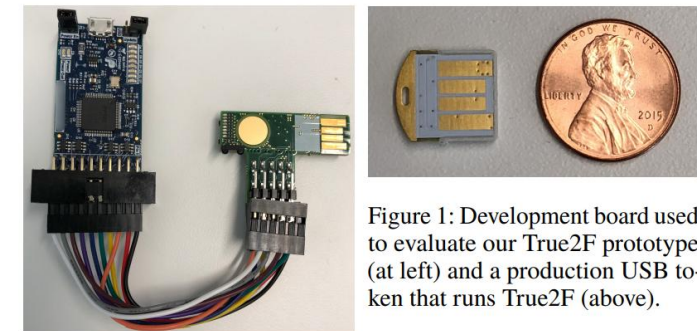 IN GOD WE TRUST
LIBERTY
2015
D
Figure 1: Development board used
to evaluate our True2F prototype
(at left) and a production USB to-
ken that runs True2F (above).